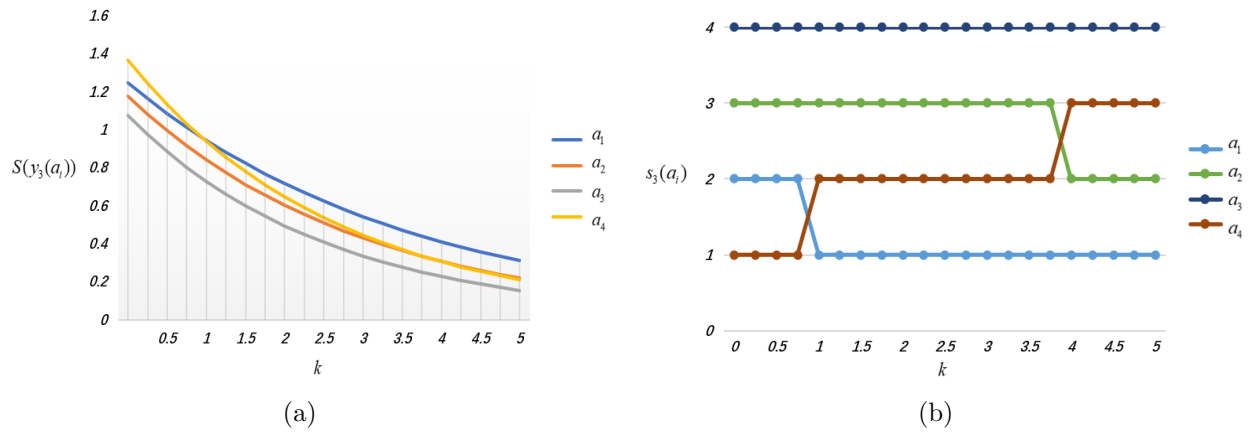 1.6
1.4
1.2
1
0.8
0.6
0.4
0.2
0
S(y₃(aᵢ))
0.5 1 1.5 2 2.5 3 3.5 4 4.5 5
k
a₁
a₂
a₃
a₄
(a)
4
3
2
1
0
s₃(aᵢ)
0 0.5 1 1.5 2 2.5 3 3.5 4 4.5 5
k
a₁
a₂
a₃
a₄
(b)